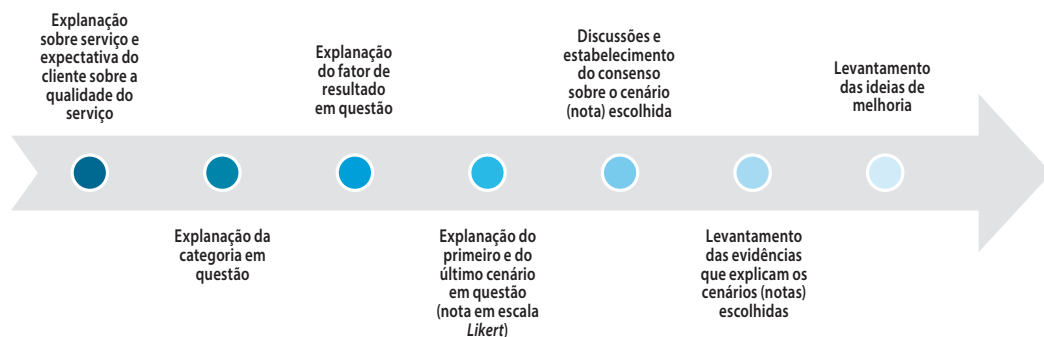 Explanação
sobre serviço e
expectativa do
cliente sobre a
qualidade do
serviço
Explanação da
categoria em
questão
Explanação
do fator de
resultado
em questão
Explanação do
primeiro e do
último cenário
em questão
(nota em escala
Likert)
Discussões e
estabelecimento
do consenso
sobre o cenário
(nota) escolhida
Levantamento
das evidências
que explicam os
cenários (notas)
escolhidas
Levantamento
das ideias de
melhoria